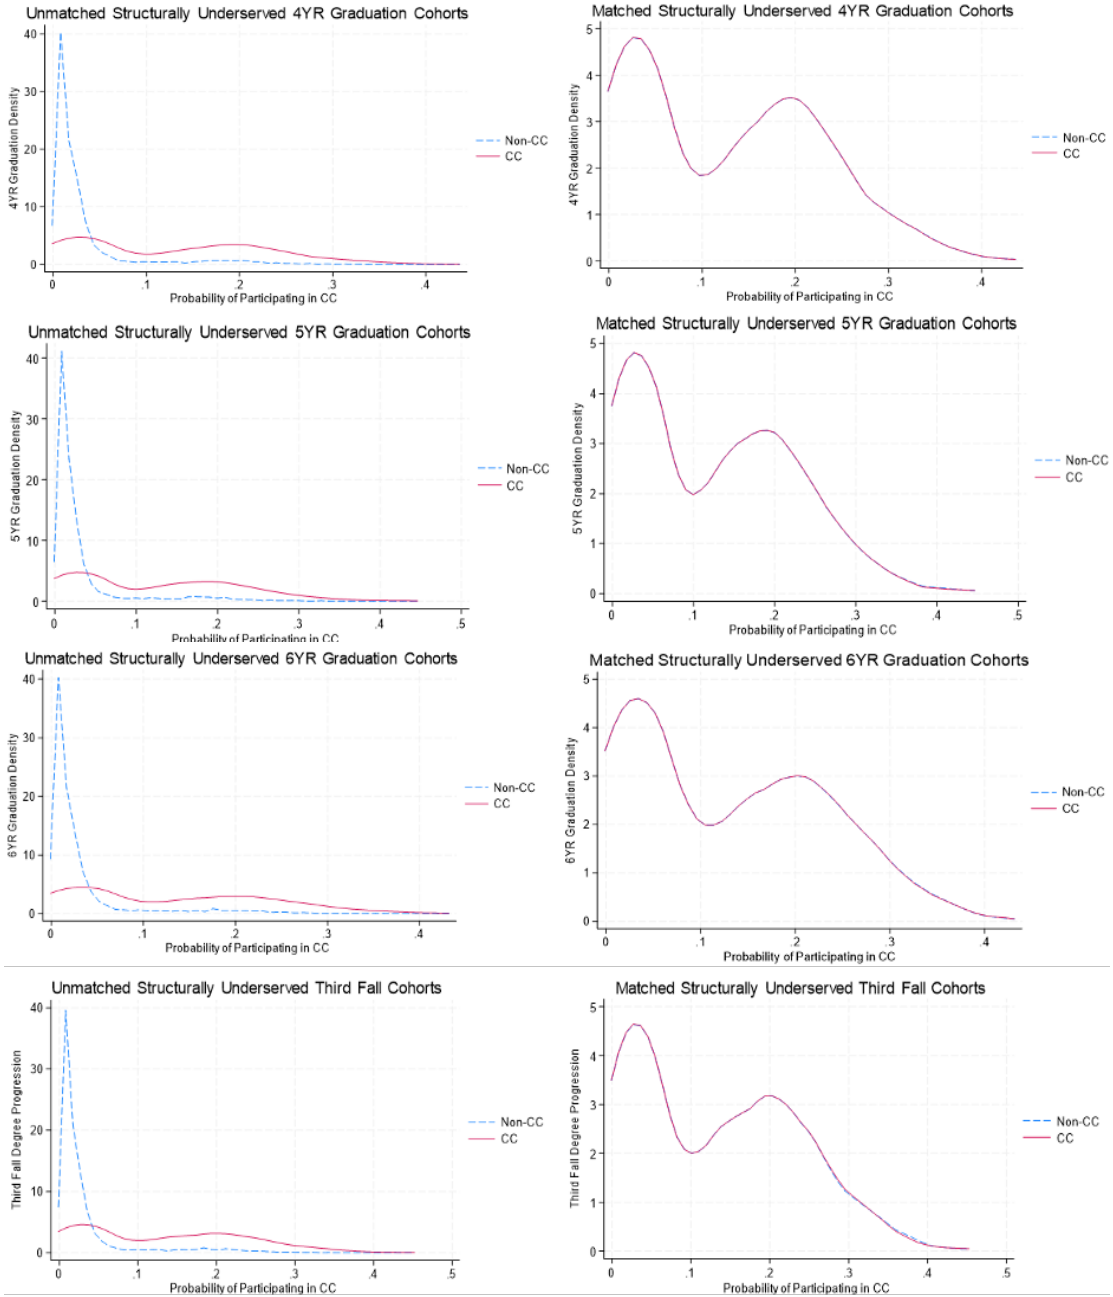 Unmatched Structurally Underserved 4YR Graduation Cohorts
4YR Graduation Density
40
30
20
10
0
0 .1 .2 .3 .4
Probability of Participating in CC
Non-CC
CC
Matched Structurally Underserved 4YR Graduation Cohorts
4YR Graduation Density
5
4
3
2
1
0
0 .1 .2 .3 .4
Probability of Participating in CC
Non-CC
CC
Unmatched Structurally Underserved 5YR Graduation Cohorts
5YR Graduation Density
40
30
20
10
0
0 .1 .2 .3 .4 .5
Probability of Participating in CC
Non-CC
CC
Matched Structurally Underserved 5YR Graduation Cohorts
5YR Graduation Density
5
4
3
2
1
0
0 .1 .2 .3 .4 .5
Probability of Participating in CC
Non-CC
CC
Unmatched Structurally Underserved 6YR Graduation Cohorts
6YR Graduation Density
40
30
20
10
0
0 .1 .2 .3 .4
Probability of Participating in CC
Non-CC
CC
Matched Structurally Underserved 6YR Graduation Cohorts
6YR Graduation Density
5
4
3
2
1
0
0 .1 .2 .3 .4
Probability of Participating in CC
Non-CC
CC
Unmatched Structurally Underserved Third Fall Cohorts
Third Fall Degree Progression
40
30
20
10
0
0 .1 .2 .3 .4 .5
Probability of Participating in CC
Non-CC
CC
Matched Structurally Underserved Third Fall Cohorts
Third Fall Degree Progression
5
4
3
2
1
0
0 .1 .2 .3 .4 .5
Probability of Participating in CC
Non-CC
CC